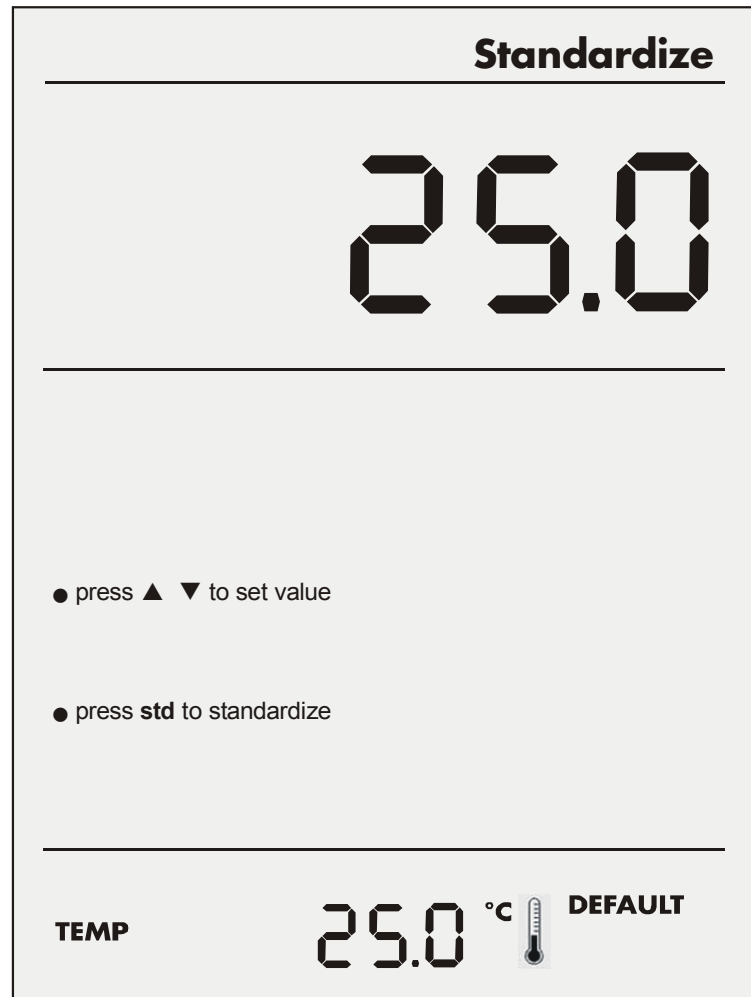 Standardize
25.0
● press ▲ ▼ to set value
● press std to standardize
TEMP 25.0 °C DEFAULT